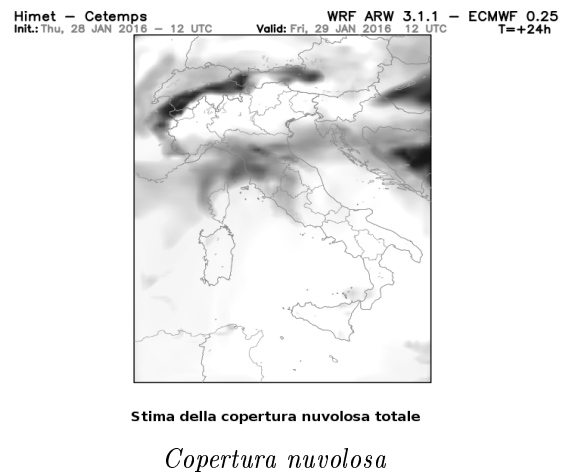 Himet – Cetemps WRF ARW 3.1.1 – ECMWF 0.25
Init.: Thu, 28 JAN 2016 – 12 UTC Valid: Fri, 29 JAN 2016 12 UTC T=+24h
Stima della copertura nuvolosa totale
Copertura nuvolosa